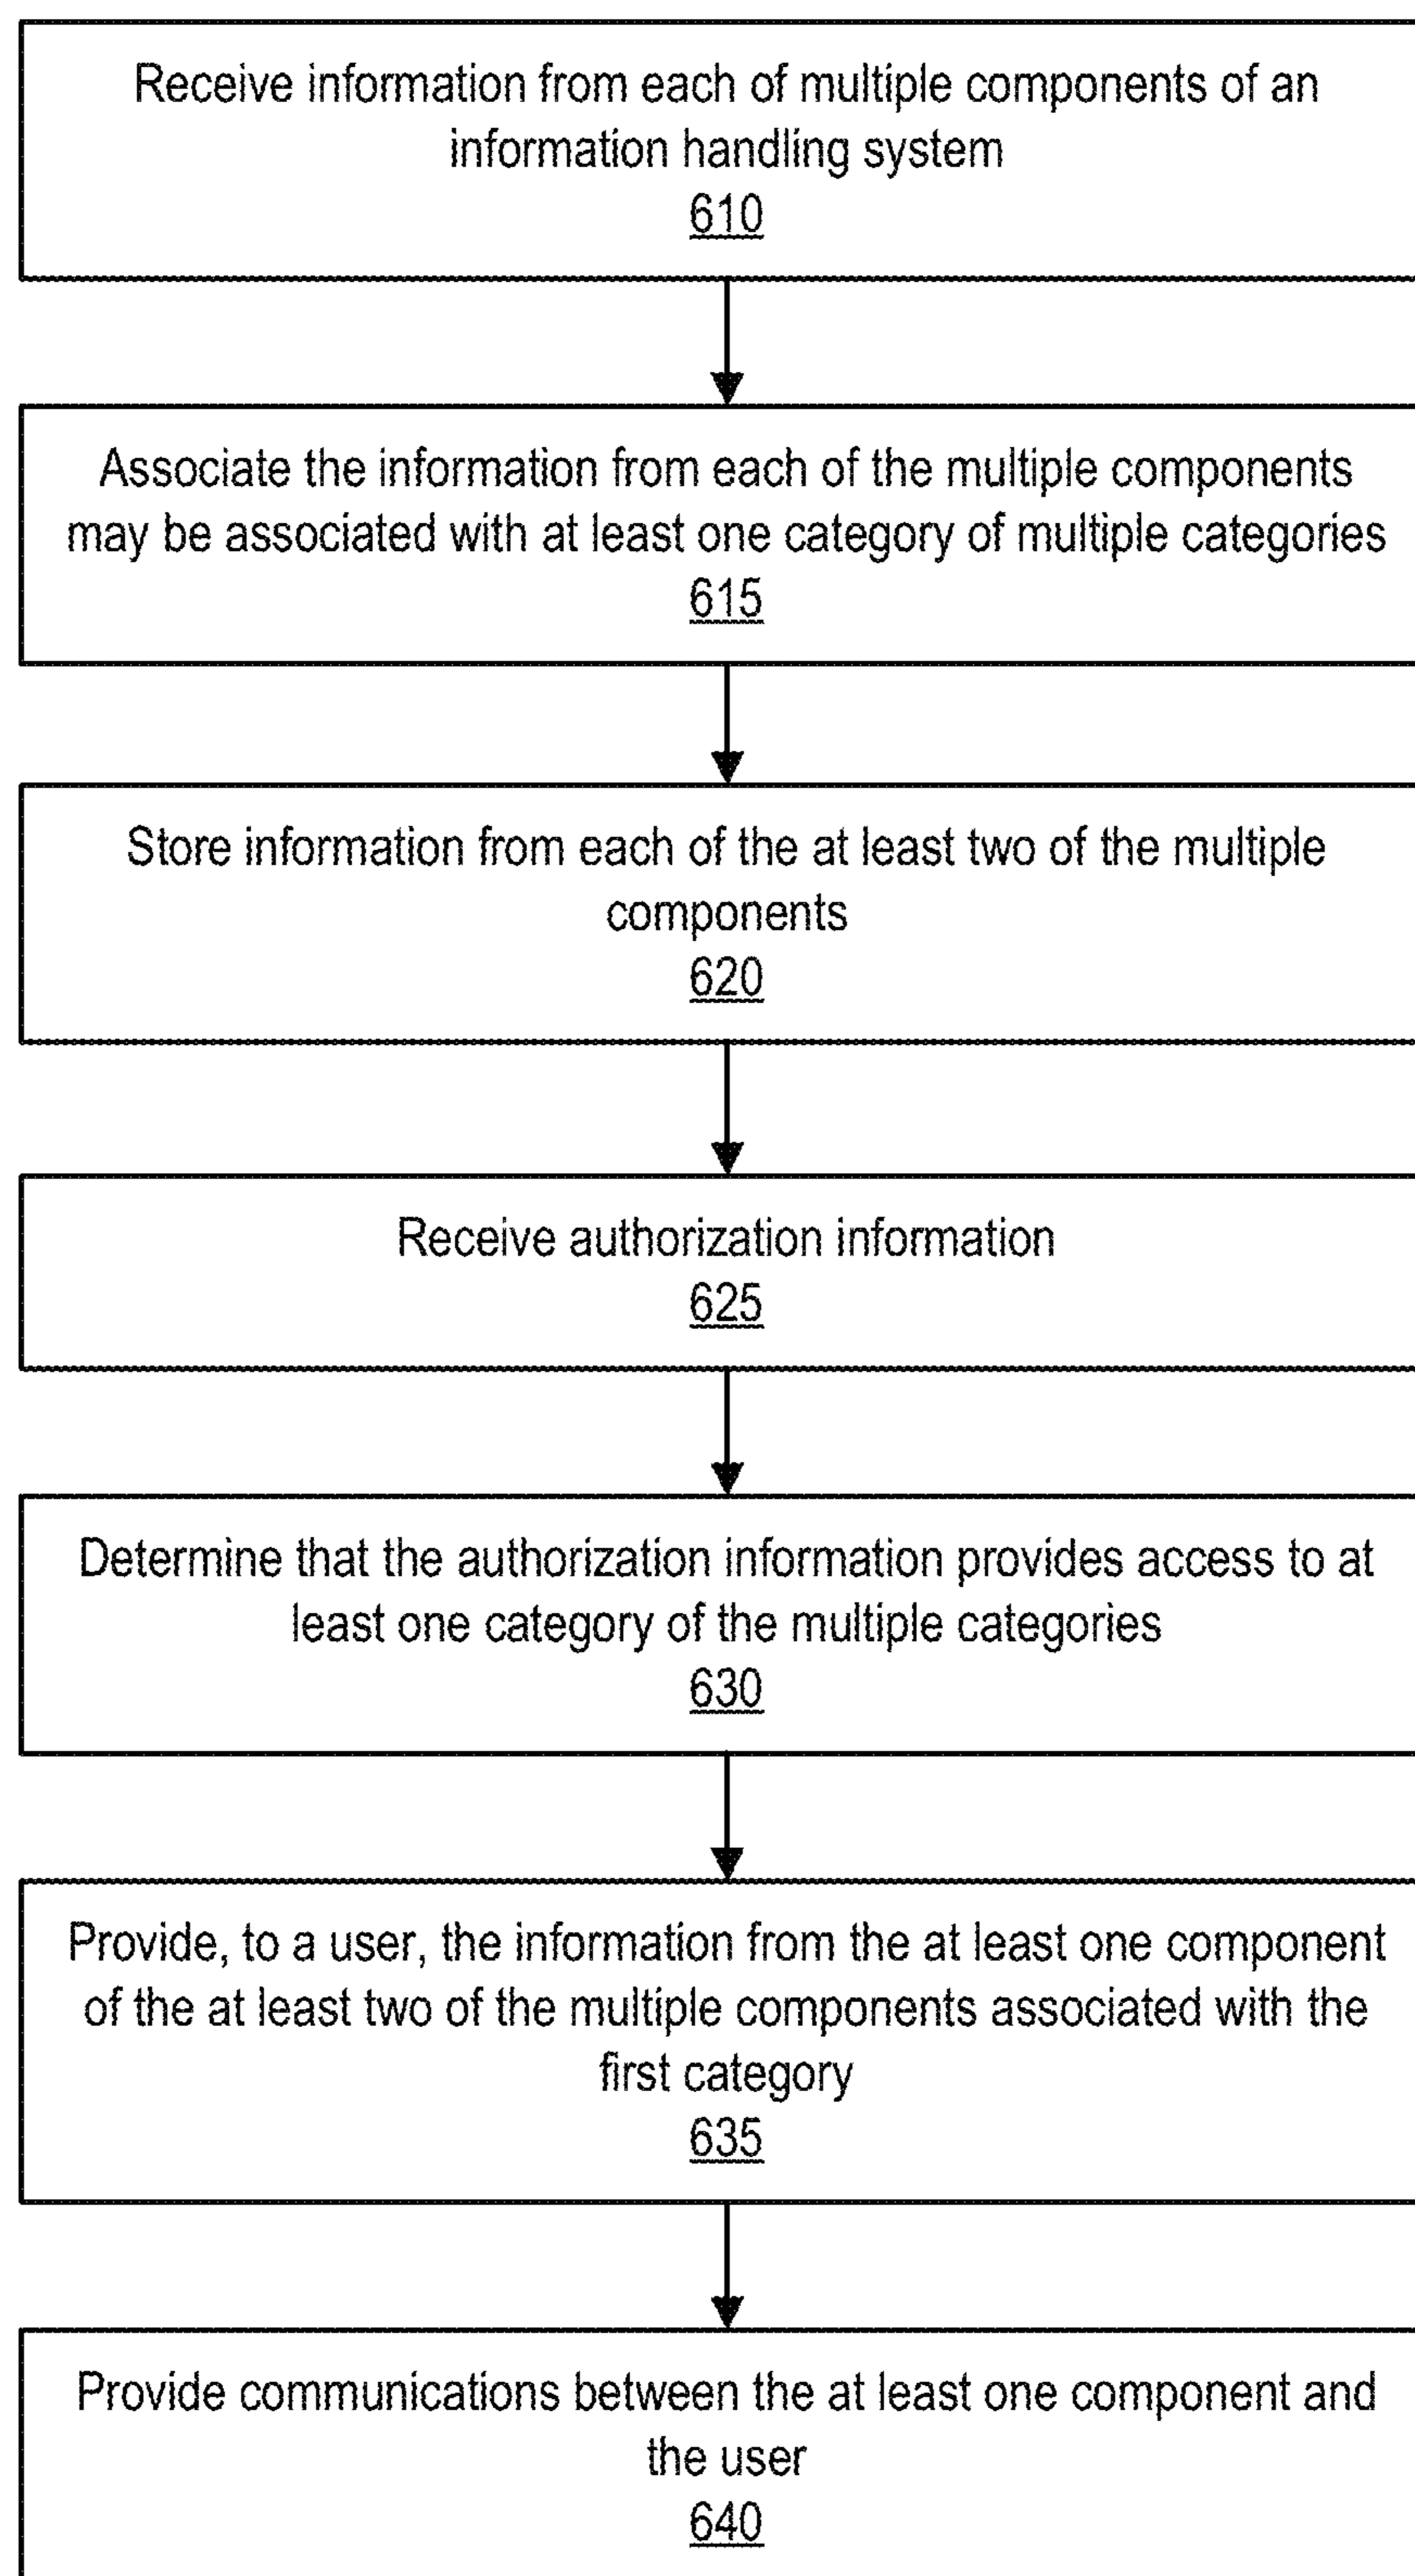 Receive information from each of multiple components of an
information handling system
610
Associate the information from each of the multiple components
may be associated with at least one category of multiple categories
615
Store information from each of the at least two of the multiple
components
620
Receive authorization information
625
Determine that the authorization information provides access to at
least one category of the multiple categories
630
Provide, to a user, the information from the at least one component
of the at least two of the multiple components associated with the
first category
635
Provide communications between the at least one component and
the user
640